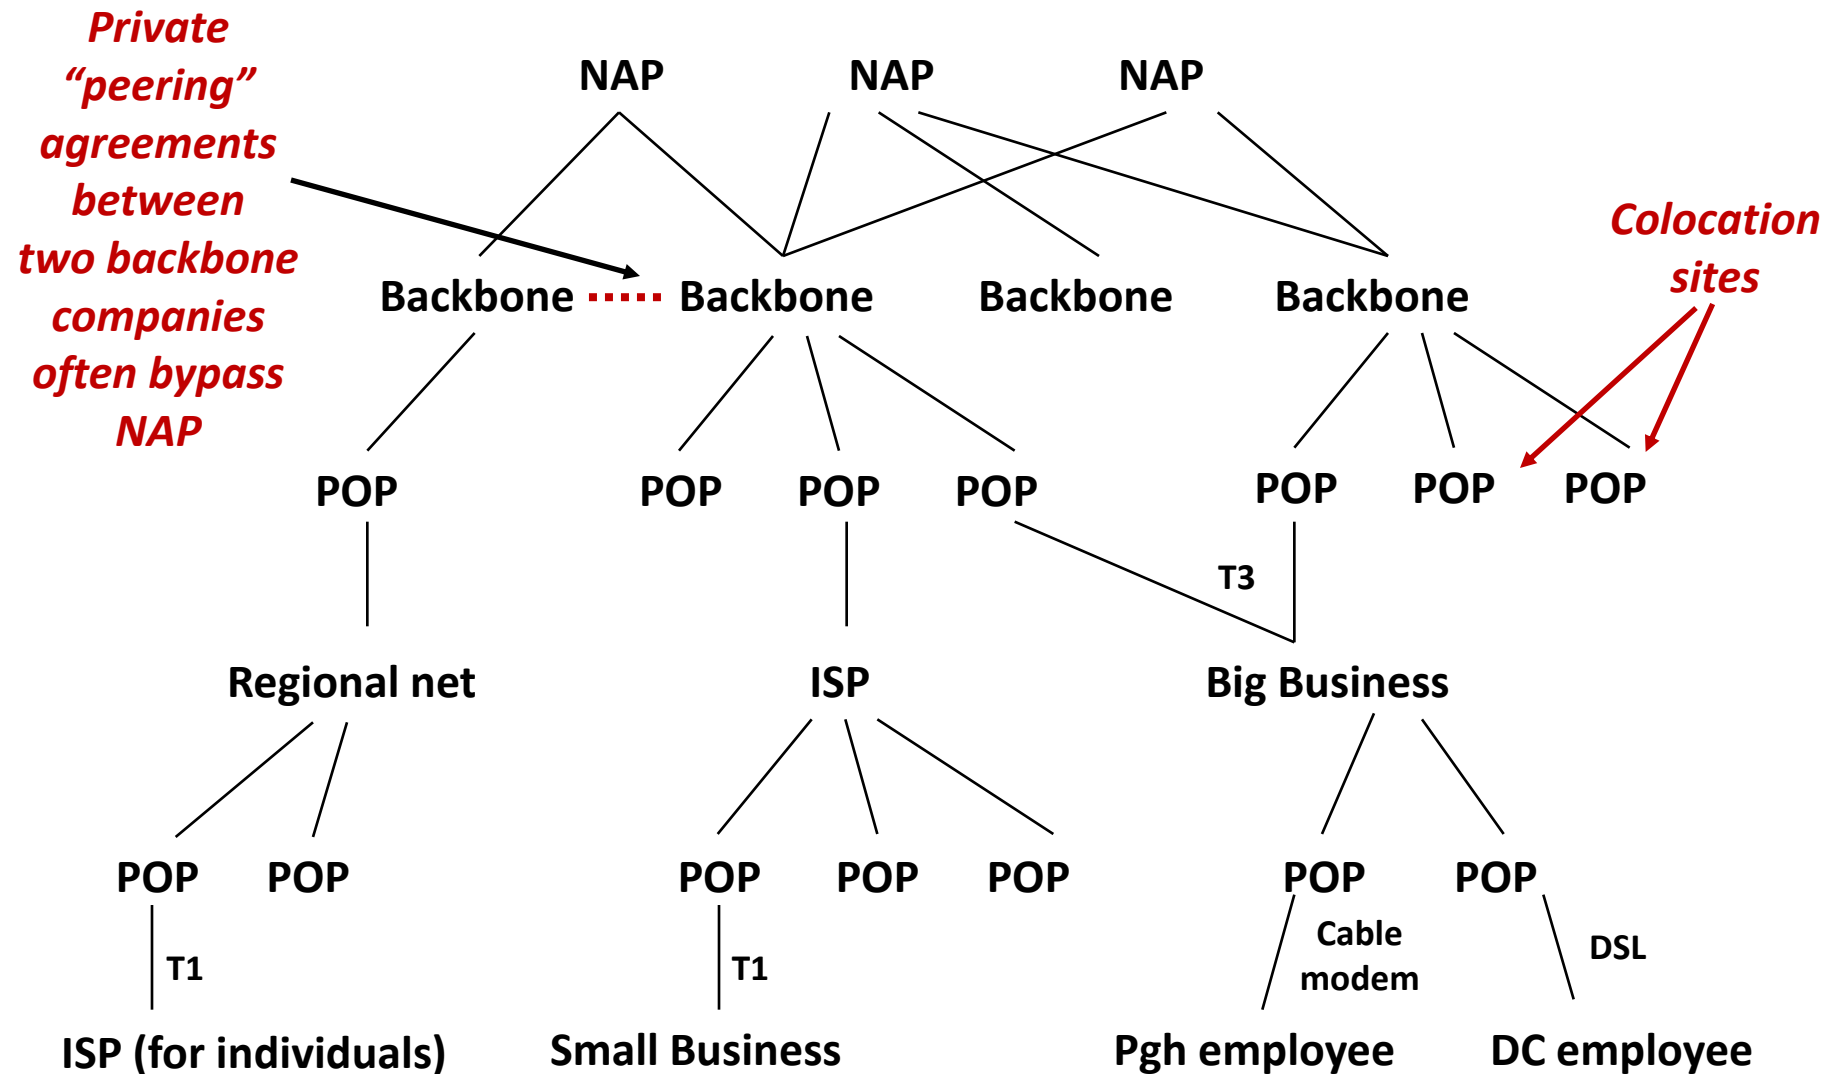 Private
“peering”
agreements
between
two backbone
companies
often bypass
NAP
NAP NAP NAP
Colocation
sites
Backbone Backbone Backbone Backbone
POP POP POP POP POP POP POP
T3
Regional net ISP Big Business
POP POP POP POP POP POP POP
T1 T1
Cable
modem
DSL
ISP (for individuals) Small Business Pgh employee DC employee